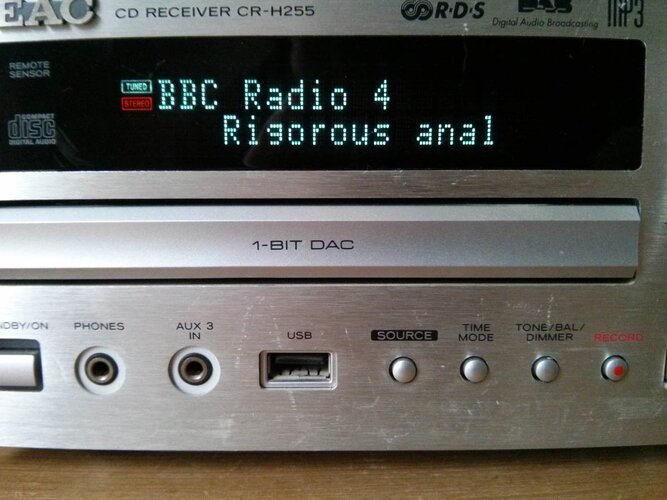 EAC CD RECEIVER CR-H255 R·D·S DAB MP3
Digital Audio Broadcasting
REMOTE
SENSOR
TUNED
STEREO
BBC Radio 4
Rigorous anal
COMPACT
disc
DIGITAL AUDIO
1-BIT DAC
NDBY/ON PHONES AUX 3
IN USB SOURCE TIME
MODE TONE/BAL/
DIMMER RECORD